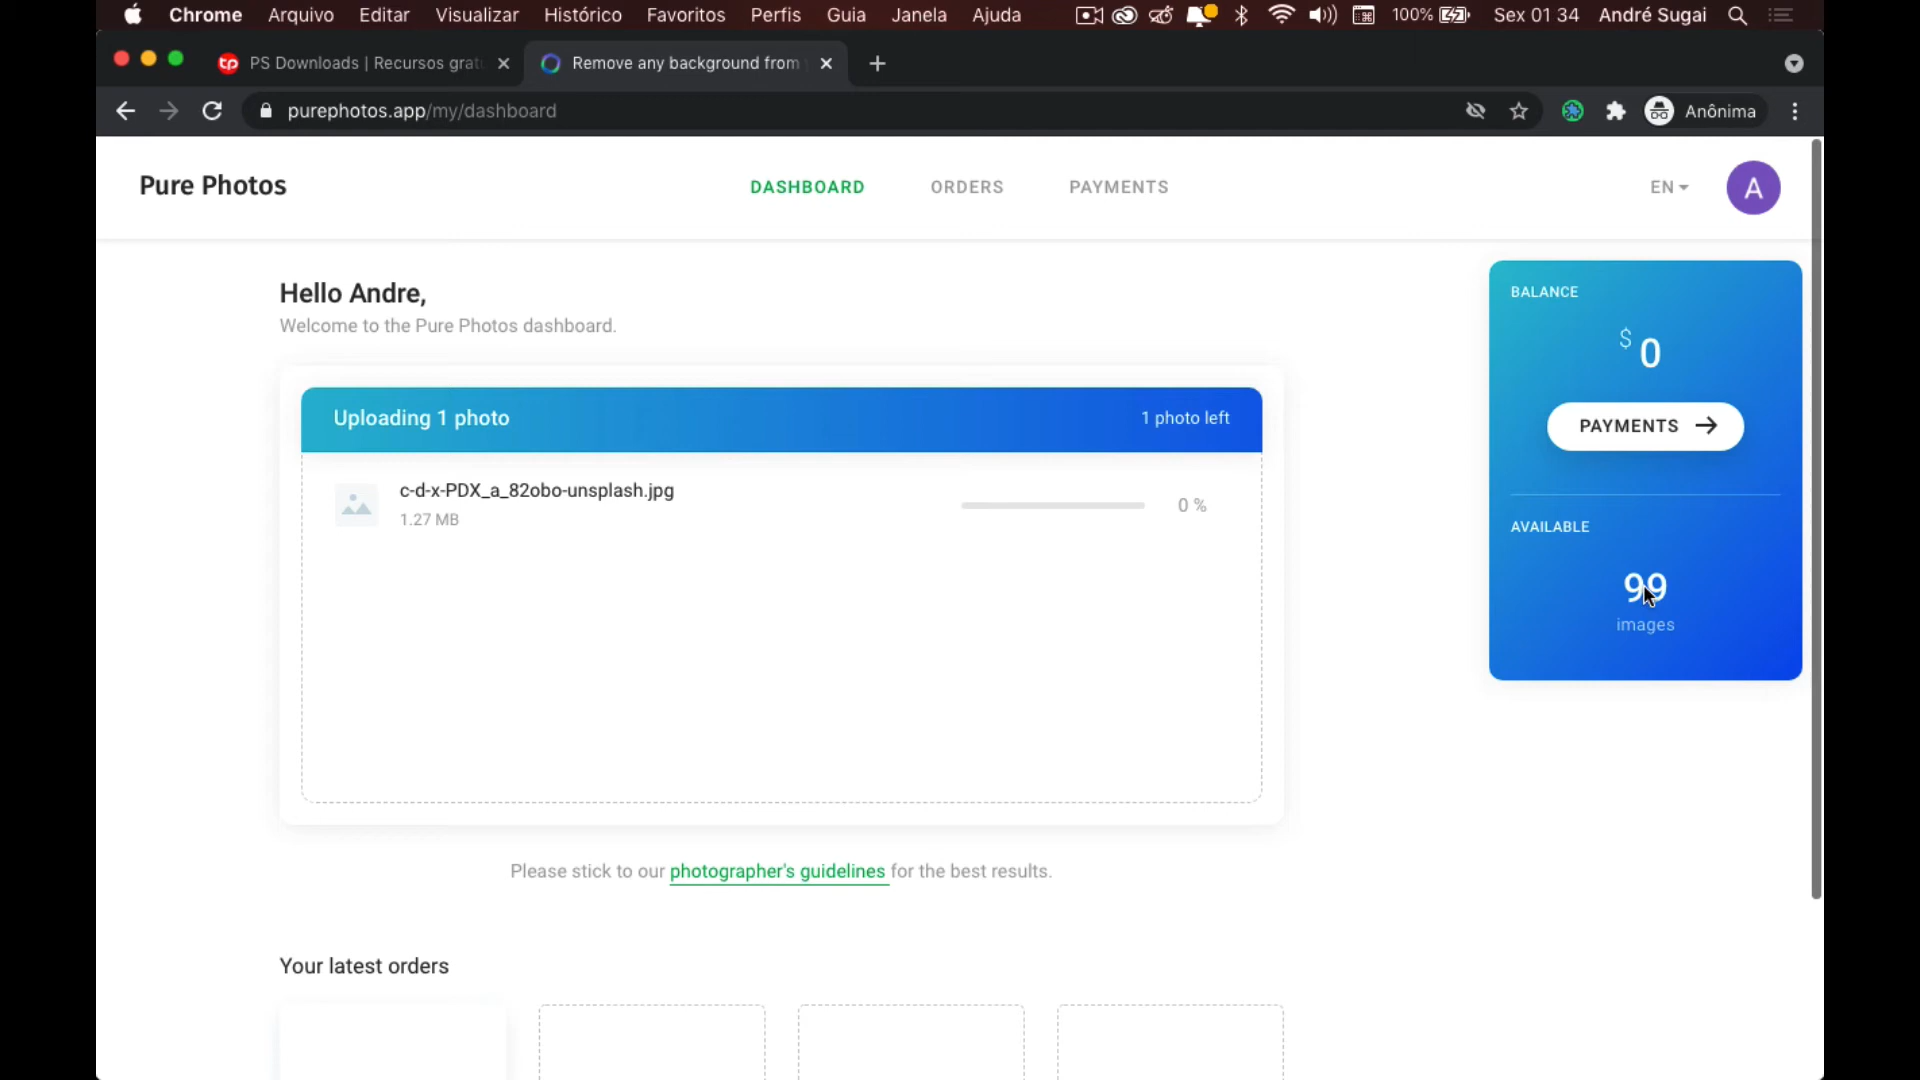 Chrome Arquivo Editar Visualizar Histórico Favoritos Perfis Guia Janela Ajuda 100% Sex 01 34 André Sugai
tp PS Downloads | Recursos gratu Remove any background from
purephotos.app/my/dashboard Anônima
Pure Photos DASHBOARD ORDERS PAYMENTS EN A
Hello Andre,
Welcome to the Pure Photos dashboard.
Uploading 1 photo 1 photo left
c-d-x-PDX_a_82obo-unsplash.jpg
1.27 MB
0 %
BALANCE
$ 0
PAYMENTS
AVAILABLE
99
images
Please stick to our photographer's guidelines for the best results.
Your latest orders